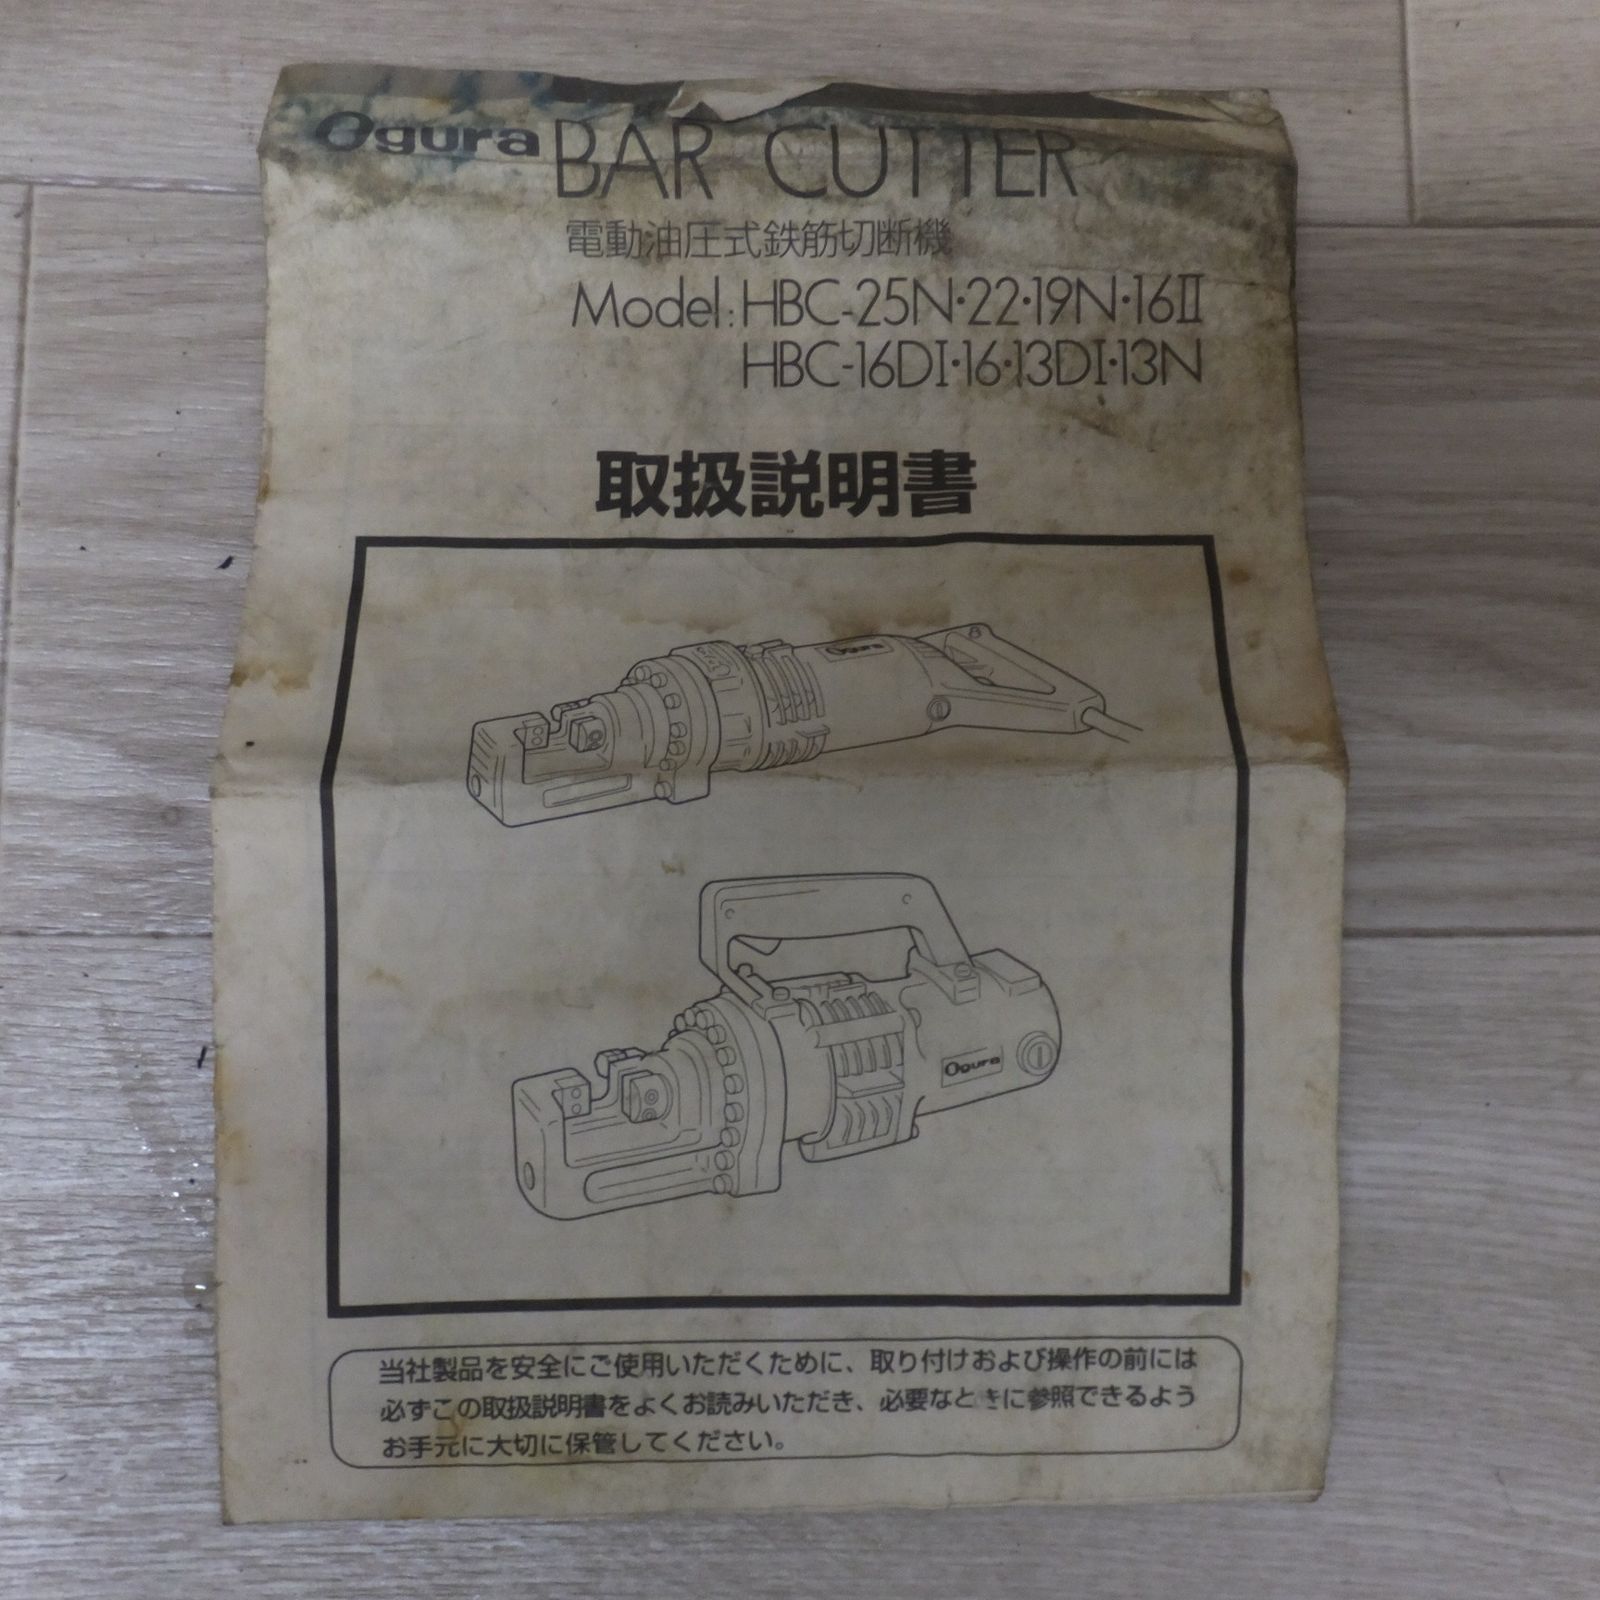 Ogura BAR CUTTER
電動油圧式鉄筋切断機
Model: HBC-25N・22・19N・16Ⅱ
HBC-16DI・16・13DI・13N
取扱説明書
Ogura
Ogura
当社製品を安全にご使用いただくために、取り付けおよび操作の前には
必ずこの取扱説明書をよくお読みいただき、必要なときに参照できるよう
お手元に大切に保管してください。